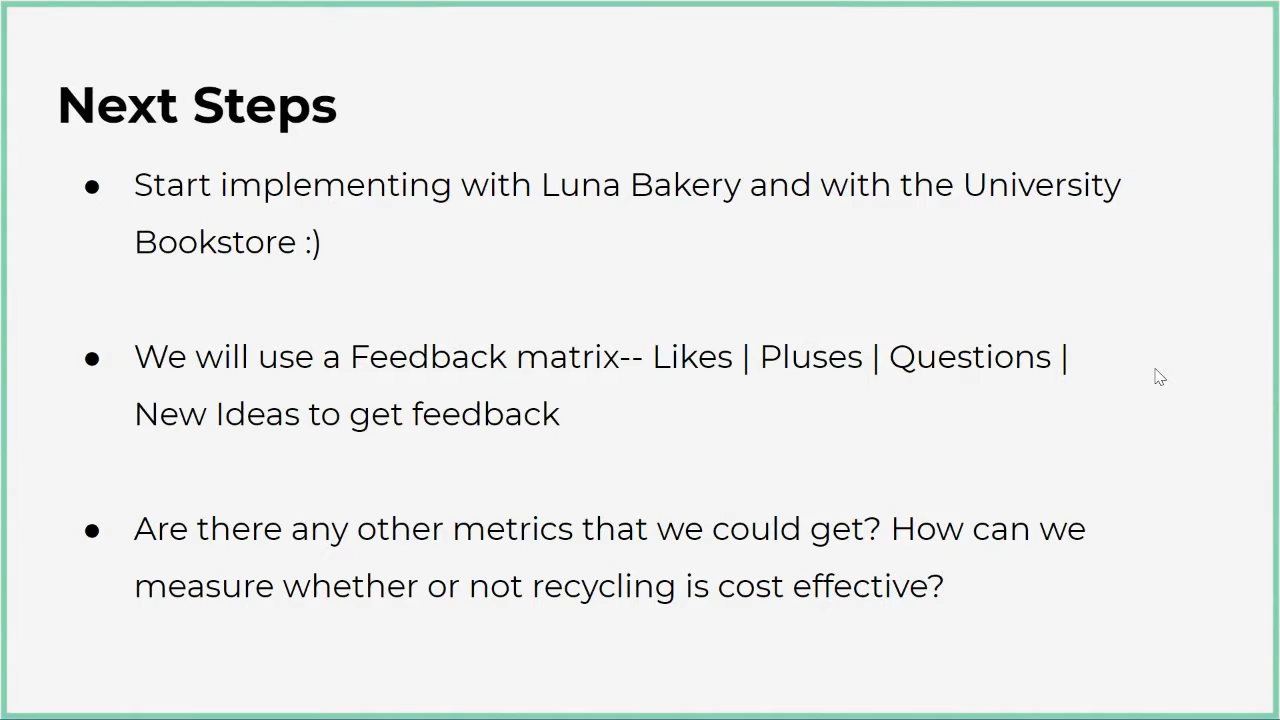 Next Steps
● Start implementing with Luna Bakery and with the University
Bookstore :)
● We will use a Feedback matrix-- Likes | Pluses | Questions |
New Ideas to get feedback
● Are there any other metrics that we could get? How can we
measure whether or not recycling is cost effective?